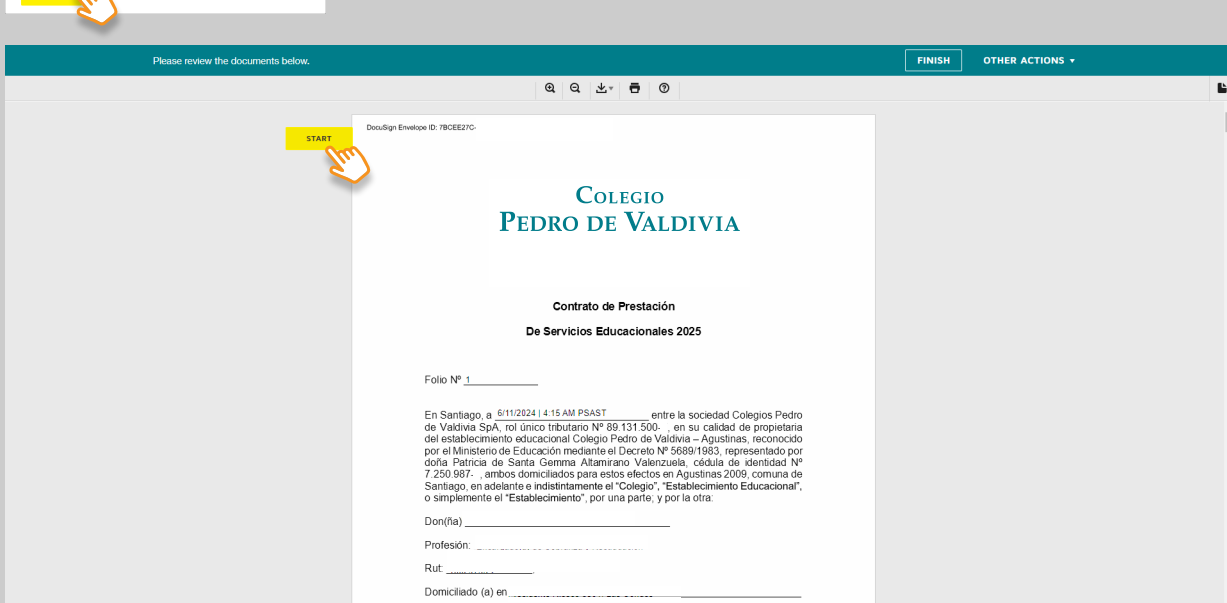 Please review the documents below.
FINISH
OTHER ACTIONS
START
DocuSign Envelope ID: 7BCEE27C-
COLEGIO
PEDRO DE VALDIVIA
Contrato de Prestación
De Servicios Educacionales 2025
Folio Nº 1
En Santiago, a 6/11/2024 | 4:15 AM PSAST entre la sociedad Colegios Pedro
de Valdivia SpA, rol único tributario Nº 89.131.500- , en su calidad de propietaria
del establecimiento educacional Colegio Pedro de Valdivia – Agustinas, reconocido
por el Ministerio de Educación mediante el Decreto Nº 5689/1983, representado por
doña Patricia de Santa Gemma Altamirano Valenzuela, cédula de identidad Nº
7.250.987- , ambos domiciliados para estos efectos en Agustinas 2009, comuna de
Santiago, en adelante e indistintamente el “Colegio”, “Establecimiento Educacional”,
o simplemente el “Establecimiento”, por una parte; y por la otra:
Don(ña)
Profesión:
Rut:
Domiciliado (a) en